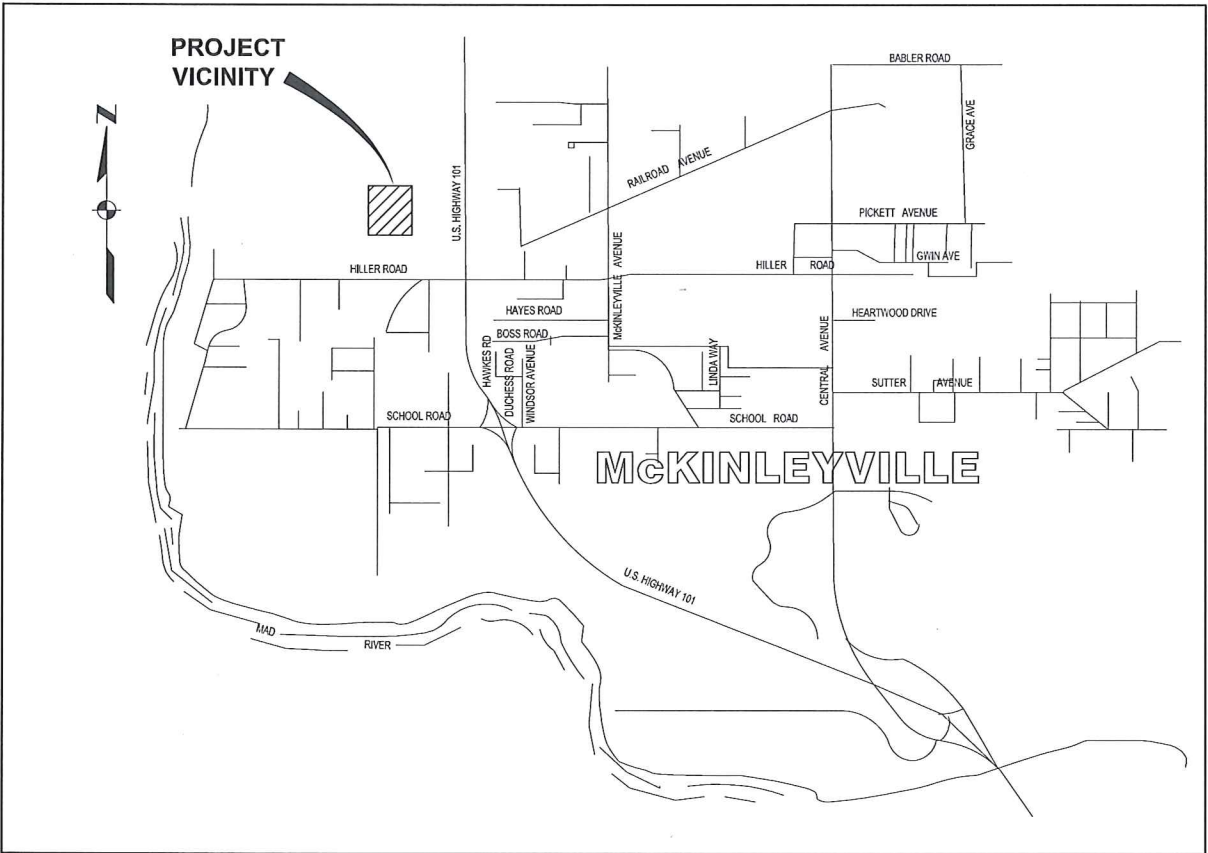 PROJECT
VICINITY
N
BABLER ROAD
GRACE AVE
U.S. HIGHWAY 101
RAILROAD AVENUE
PICKETT AVENUE
GWIN AVE
HILLER ROAD
McKINLEYVILLE AVENUE
HILLER ROAD
HAYES ROAD
BOSS ROAD
HAWKES RD
DUCHESS ROAD
WINDSOR AVENUE
LINDA WAY
CENTRAL AVENUE
HEARTWOOD DRIVE
SUTTER AVENUE
SCHOOL ROAD
SCHOOL ROAD
McKINLEYVILLE
U.S. HIGHWAY 101
MAD RIVER